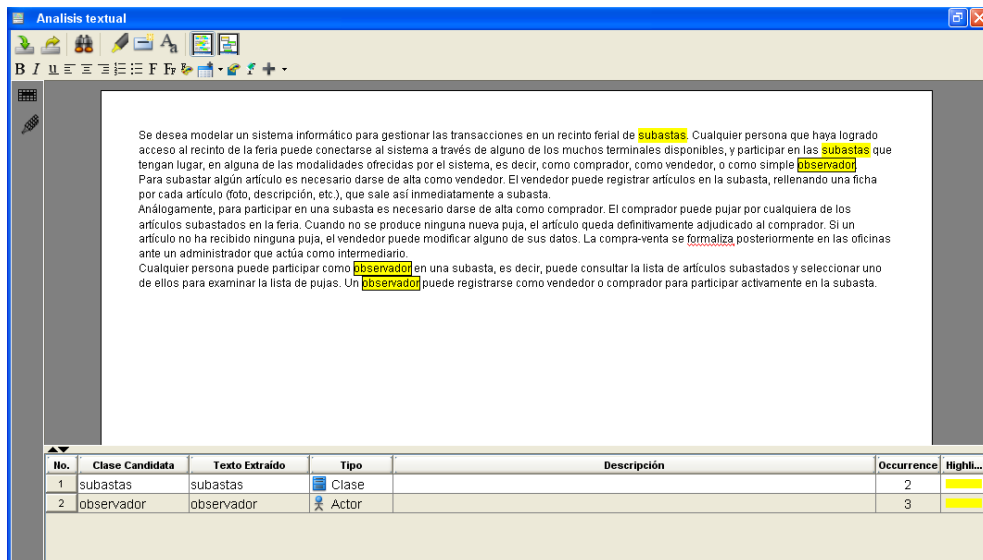 Analisis textual
B I u F FF
Se desea modelar un sistema informático para gestionar las transacciones en un recinto ferial de subastas. Cualquier persona que haya logrado
acceso al recinto de la feria puede conectarse al sistema a través de alguno de los muchos terminales disponibles, y participar en las subastas que
tengan lugar, en alguna de las modalidades ofrecidas por el sistema, es decir, como comprador, como vendedor, o como simple observador.
Para subastar algún artículo es necesario darse de alta como vendedor. El vendedor puede registrar artículos en la subasta, rellenando una ficha
por cada artículo (foto, descripción, etc.), que sale así inmediatamente a subasta.
Análogamente, para participar en una subasta es necesario darse de alta como comprador. El comprador puede pujar por cualquiera de los
artículos subastados en la feria. Cuando no se produce ninguna nueva puja, el artículo queda definitivamente adjudicado al comprador. Si un
artículo no ha recibido ninguna puja, el vendedor puede modificar alguno de sus datos. La compra-venta se formaliza posteriormente en las oficinas
ante un administrador que actúa como intermediario.
Cualquier persona puede participar como observador en una subasta, es decir, puede consultar la lista de artículos subastados y seleccionar uno
de ellos para examinar la lista de pujas. Un observador puede registrarse como vendedor o comprador para participar activamente en la subasta.
No. Clase Candidata Texto Extraído Tipo Descripción Occurrence Highli...
1 subastas subastas Clase 2
2 observador observador Actor 3